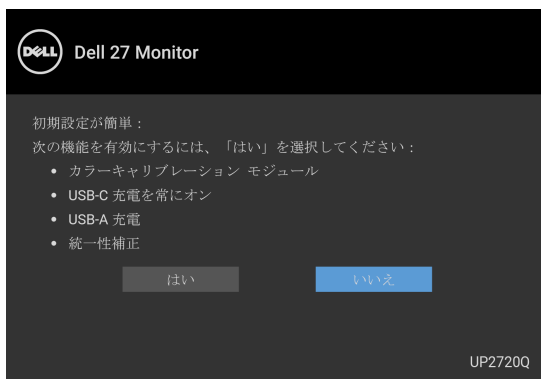 DELL Dell 27 Monitor
初期設定が簡単：
次の機能を有効にするには、「はい」を選択してください：
• カラーキャリブレーション モジュール
• USB-C 充電を常にオン
• USB-A 充電
• 統一性補正
はい いいえ
UP2720Q